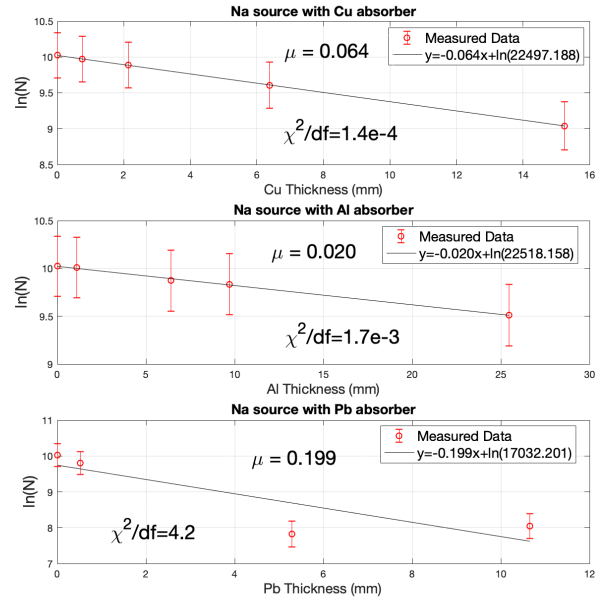 Na source with Cu absorber
10.5
10
9.5
9
8.5
ln(N)
μ = 0.064
Measured Data
y=-0.064x+ln(22497.188)
χ²/df=1.4e-4
0 2 4 6 8 10 12 14 16
Cu Thickness (mm)
Na source with Al absorber
10.5
10
9.5
9
ln(N)
μ = 0.020
Measured Data
y=-0.020x+ln(22518.158)
χ²/df=1.7e-3
0 5 10 15 20 25 30
Al Thickness (mm)
Na source with Pb absorber
11
10
9
8
7
ln(N)
μ = 0.199
Measured Data
y=-0.199x+ln(17032.201)
χ²/df=4.2
0 2 4 6 8 10 12
Pb Thickness (mm)